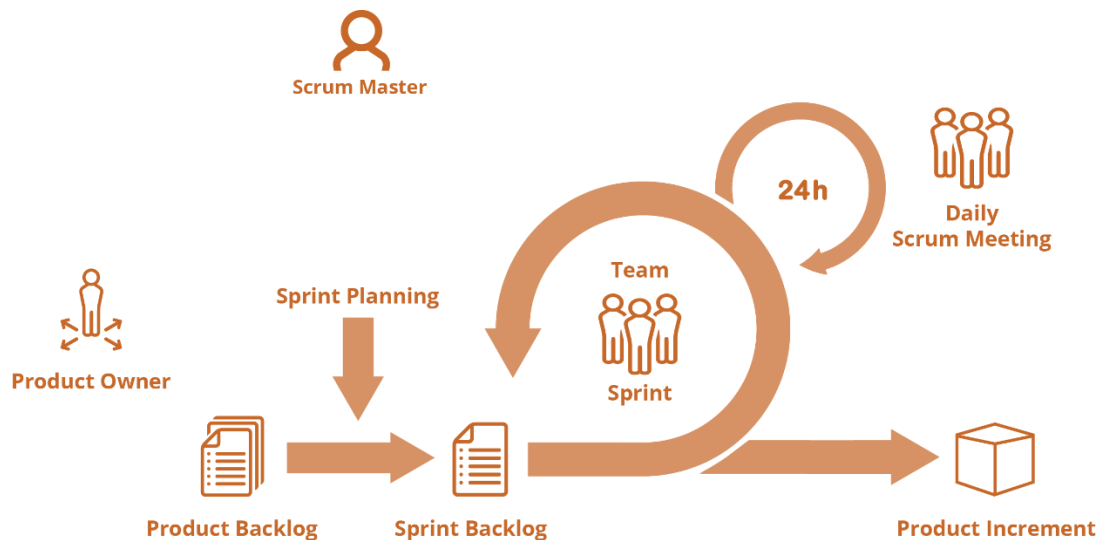 Scrum Master
24h
Daily
Scrum Meeting
Team
Sprint Planning
Product Owner
Sprint
Product Backlog
Sprint Backlog
Product Increment